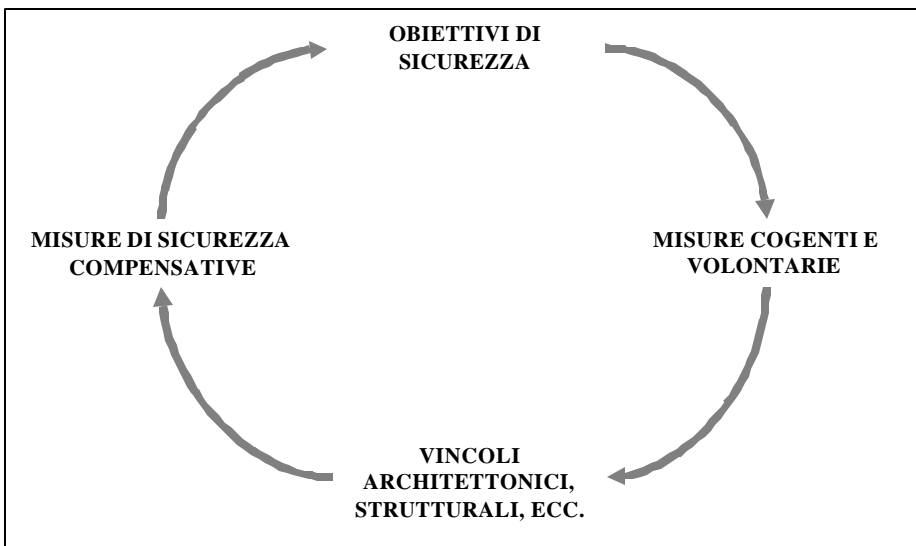 OBIETTIVI DI
SICUREZZA
MISURE DI SICUREZZA
COMPENSATIVE
MISURE COGENTI E
VOLONTARIE
VINCOLI
ARCHITETTONICI,
STRUTTURALI, ECC.